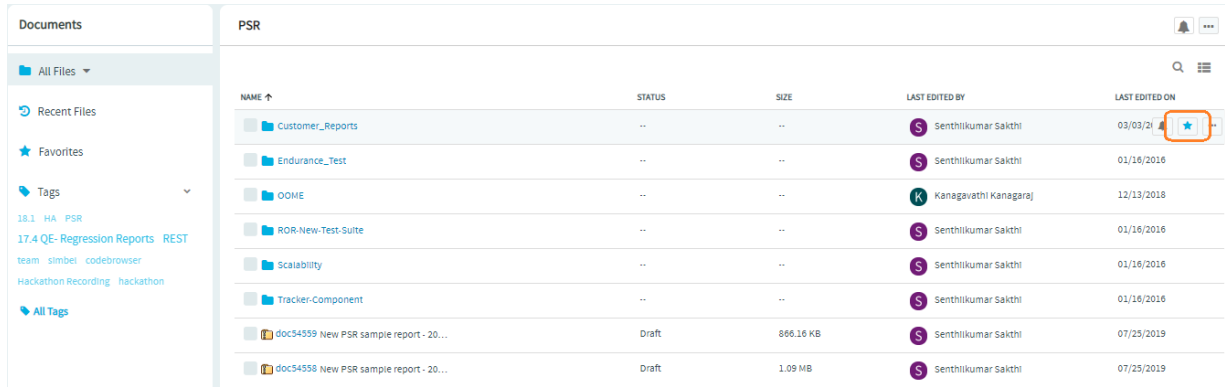 Documents
PSR
All Files
NAME STATUS SIZE LAST EDITED BY LAST EDITED ON
Recent Files
Customer_Reports -- -- S Senthilkumar Sakthi 03/03/2
Favorites
Endurance_Test -- -- S Senthilkumar Sakthi 01/16/2016
Tags
OOME -- -- K Kanagavathi Kanagaraj 12/13/2018
18.1 HA PSR
17.4 QE- Regression Reports REST
ROR-New-Test-Suite -- -- S Senthilkumar Sakthi 01/16/2016
team simbei codebrowser
Scalability -- -- S Senthilkumar Sakthi 01/16/2016
Hackathon Recording hackathon
Tracker-Component -- -- S Senthilkumar Sakthi 01/16/2016
All Tags
doc54559 New PSR sample report - 20... Draft 866.16 KB S Senthilkumar Sakthi 07/25/2019
doc54558 New PSR sample report - 20... Draft 1.09 MB S Senthilkumar Sakthi 07/25/2019